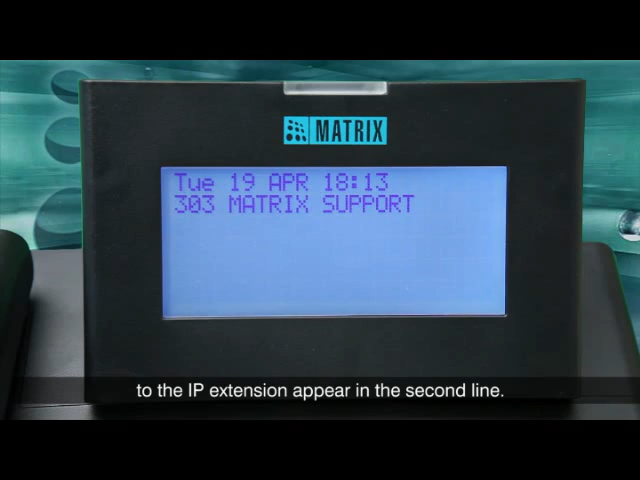 MATRIX
Tue 19 APR 18:13
303 MATRIX SUPPORT
to the IP extension appear in the second line.